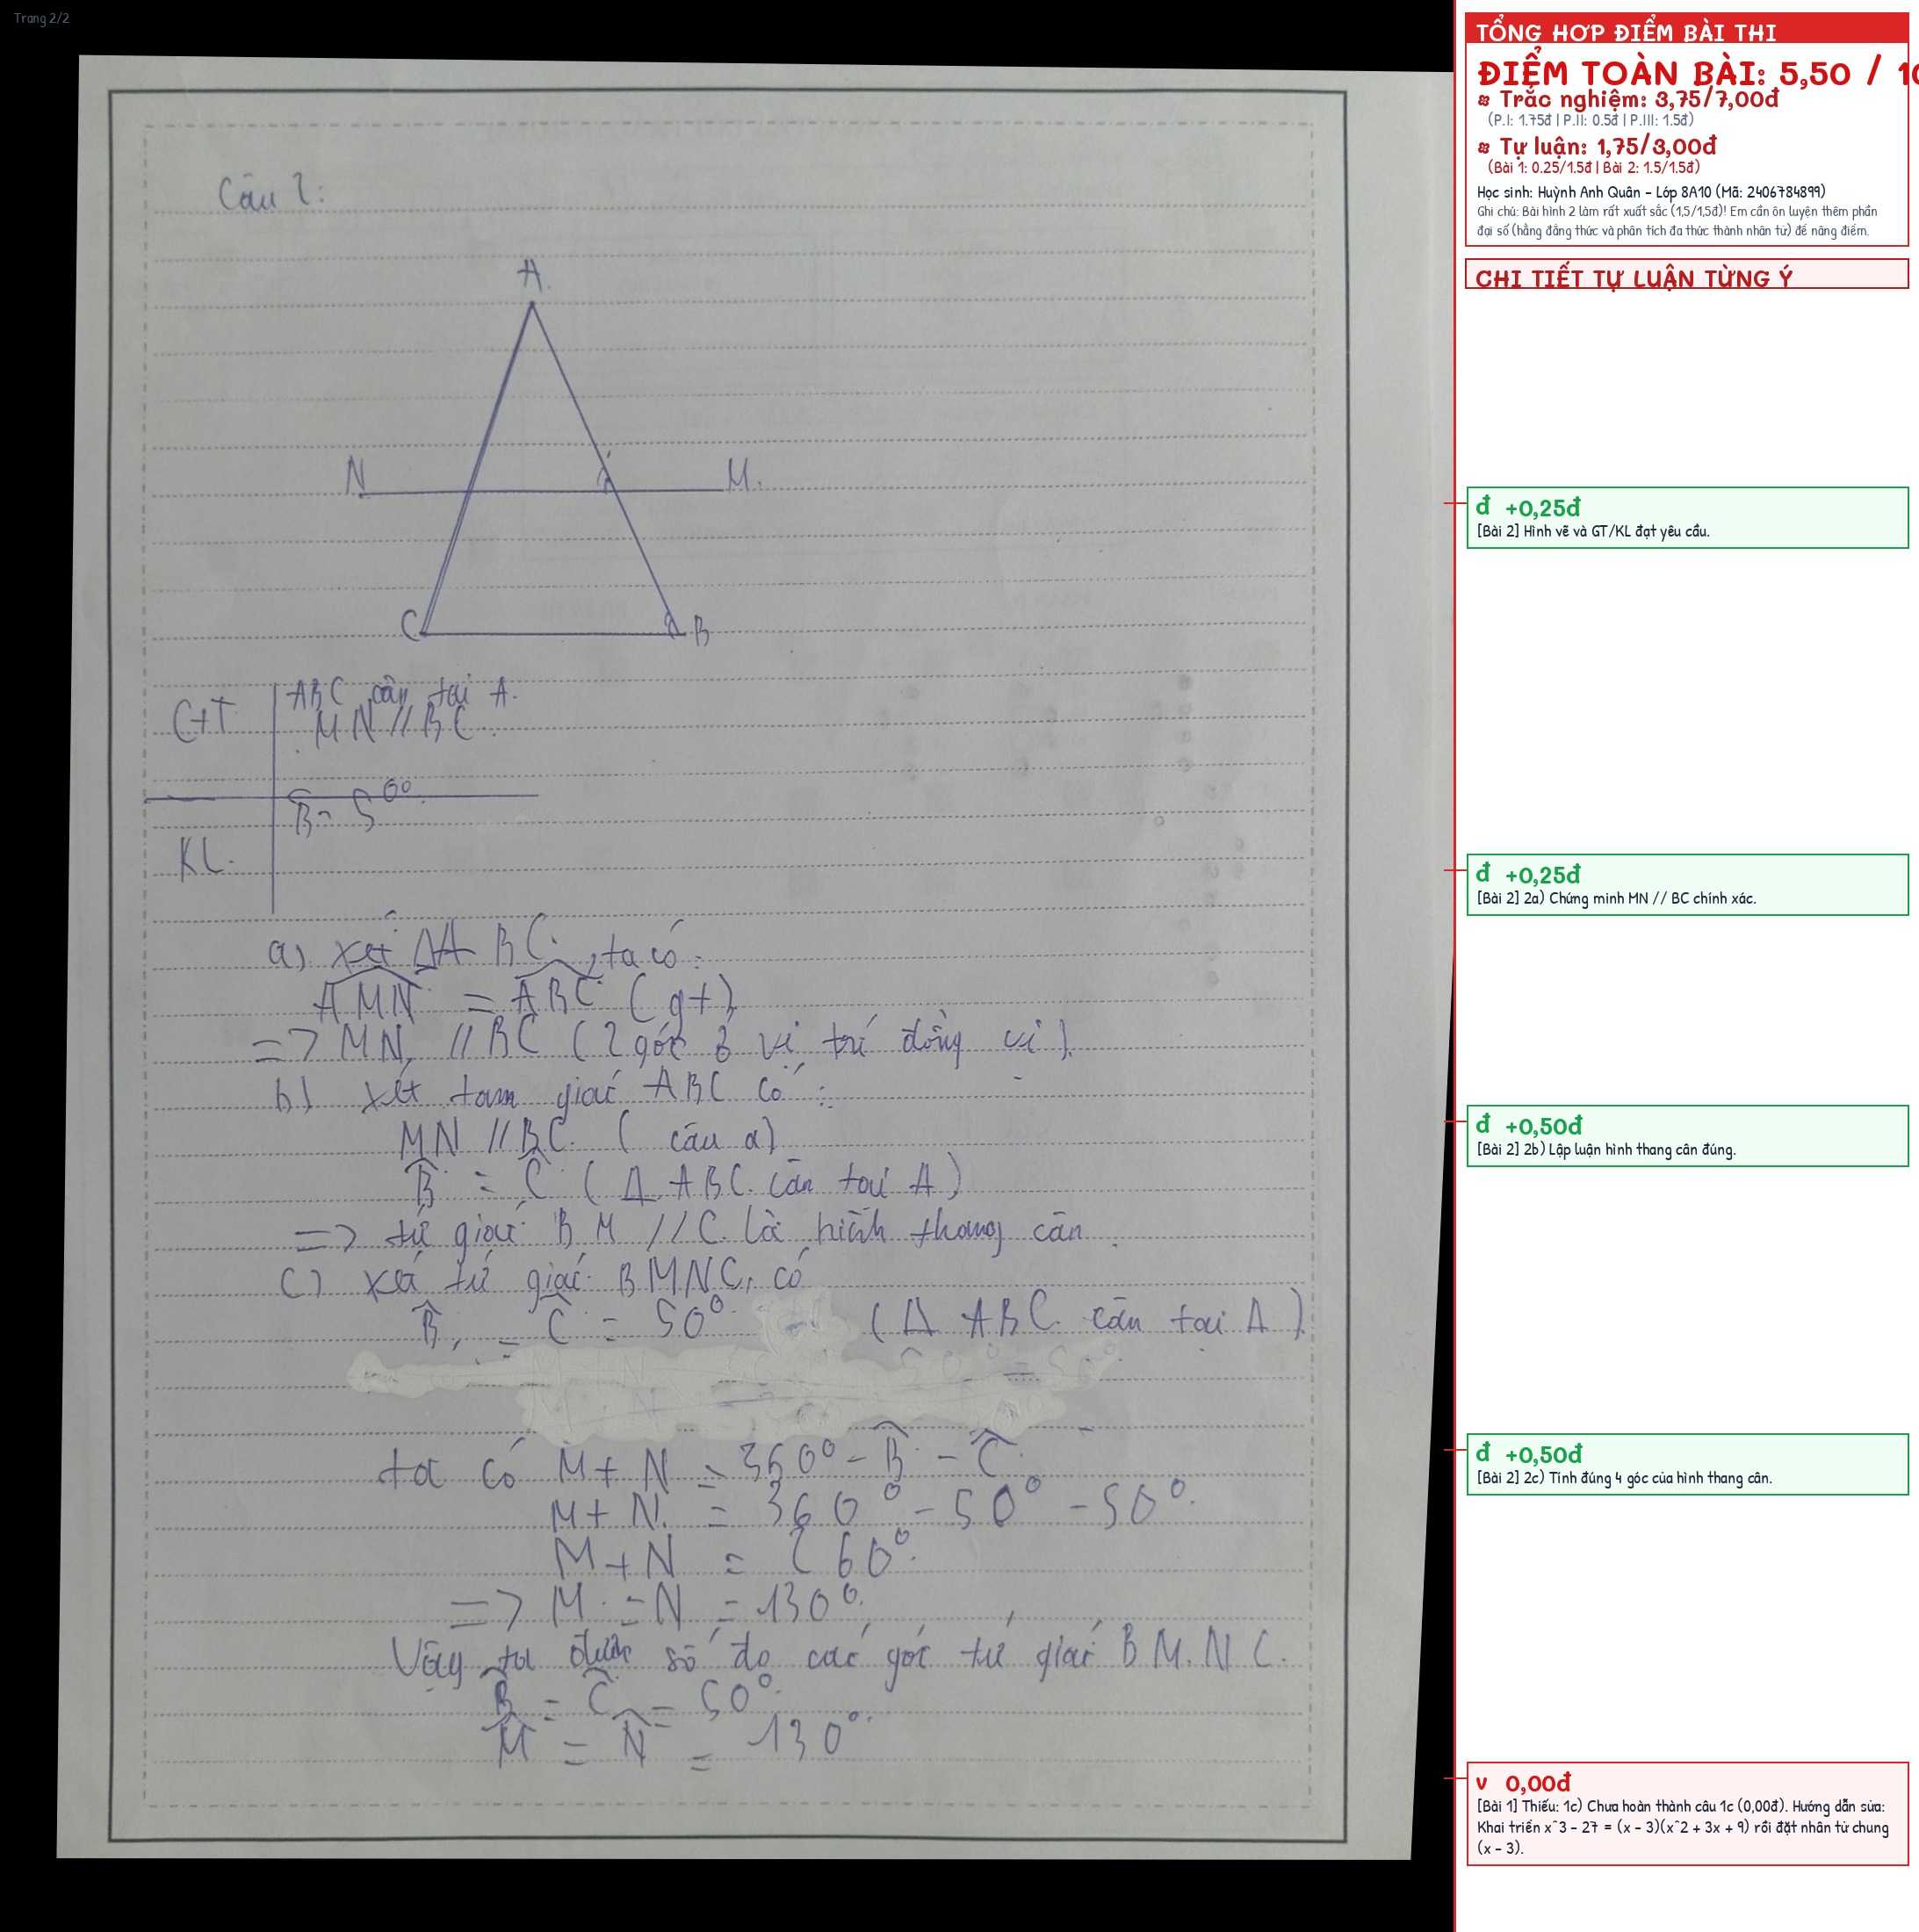 Trang 2/2
Câu 2:
A.
N
M.
C
B
GT
ABC cân tại A.
MN // BC.
B = 50°
KL.
a) xét ΔABC, ta có:
AMN = ABC (gt)
=> MN // BC (2 góc ở vị trí đồng vị).
b) xét tam giác ABC có:
MN // BC. (câu a)
B = C (Δ ABC cân tại A)
=> tứ giác BM//C. là hình thang cân.
c) xét tứ giác BMNC, có
B, = C = 50° (Δ ABC cân tại A).
ta có M + N = 360° - B - C.
M + N. = 360° - 50° - 50°.
M + N = 260°.
=> M. = N = 130°.
Vậy ta được số đo các góc tứ giác BM.NC.
B = C = 50°.
M = N = 130°.
TỔNG HỢP ĐIỂM BÀI THI
ĐIỂM TOÀN BÀI: 5,50 / 10
Trắc nghiệm: 3,75/7,00đ
(P.I: 1.75đ | P.II: 0.5đ | P.III: 1.5đ)
Tự luận: 1,75/3,00đ
(Bài 1: 0.25/1.5đ | Bài 2: 1.5/1.5đ)
Học sinh: Huỳnh Anh Quân - Lớp 8A10 (Mã: 2406784899)
Ghi chú: Bài hình 2 làm rất xuất sắc (1,5/1,5đ)! Em cần ôn luyện thêm phần
đại số (hằng đẳng thức và phân tích đa thức thành nhân tử) để nâng điểm.
CHI TIẾT TỰ LUẬN TỪNG Ý
đ +0,25đ
[Bài 2] Hình vẽ và GT/KL đạt yêu cầu.
đ +0,25đ
[Bài 2] 2a) Chứng minh MN // BC chính xác.
đ +0,50đ
[Bài 2] 2b) Lập luận hình thang cân đúng.
đ +0,50đ
[Bài 2] 2c) Tính đúng 4 góc của hình thang cân.
v 0,00đ
[Bài 1] Thiếu: 1c) Chưa hoàn thành câu 1c (0,00đ). Hướng dẫn sửa:
Khai triển x^3 - 27 = (x - 3)(x^2 + 3x + 9) rồi đặt nhân tử chung
(x - 3).